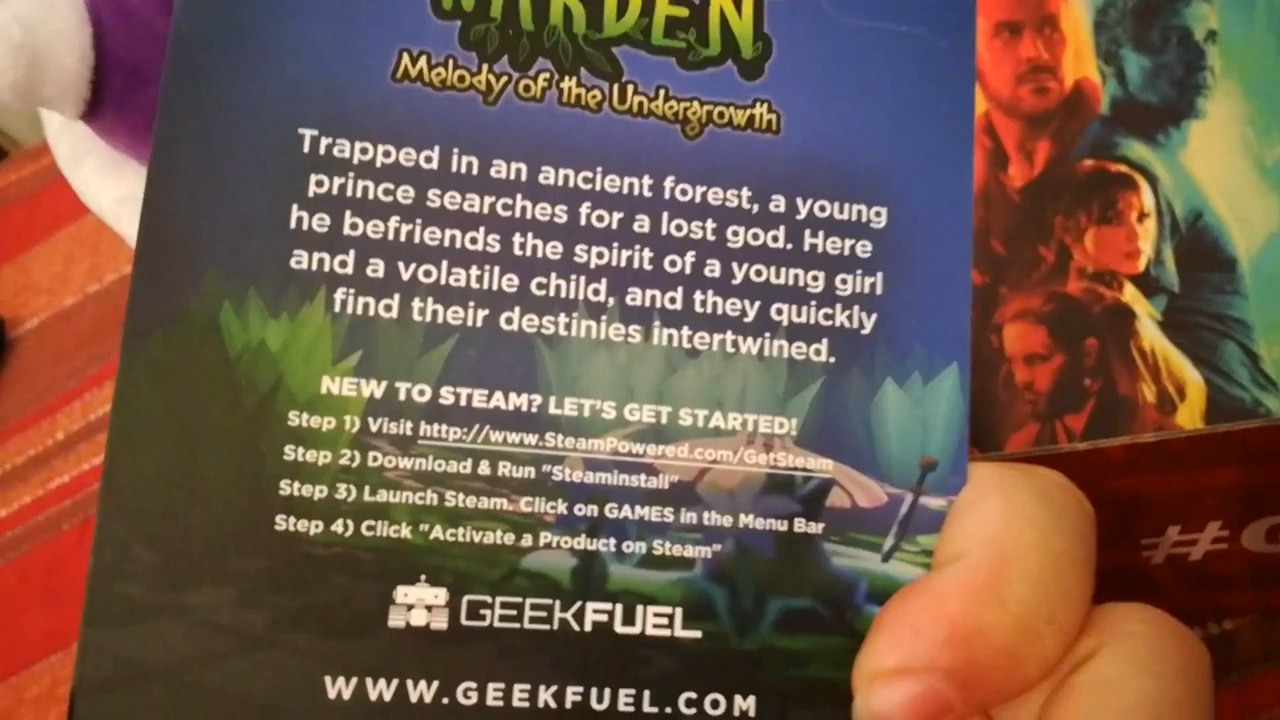 WARDEN
Melody of the Undergrowth
Trapped in an ancient forest, a young
prince searches for a lost god. Here
he befriends the spirit of a young girl
and a volatile child, and they quickly
find their destinies intertwined.
NEW TO STEAM? LET'S GET STARTED!
Step 1) Visit http://www.SteamPowered.com/GetSteam
Step 2) Download & Run "Steaminstall"
Step 3) Launch Steam. Click on GAMES in the Menu Bar
Step 4) Click "Activate a Product on Steam"
GEEKFUEL
WWW.GEEKFUEL.COM